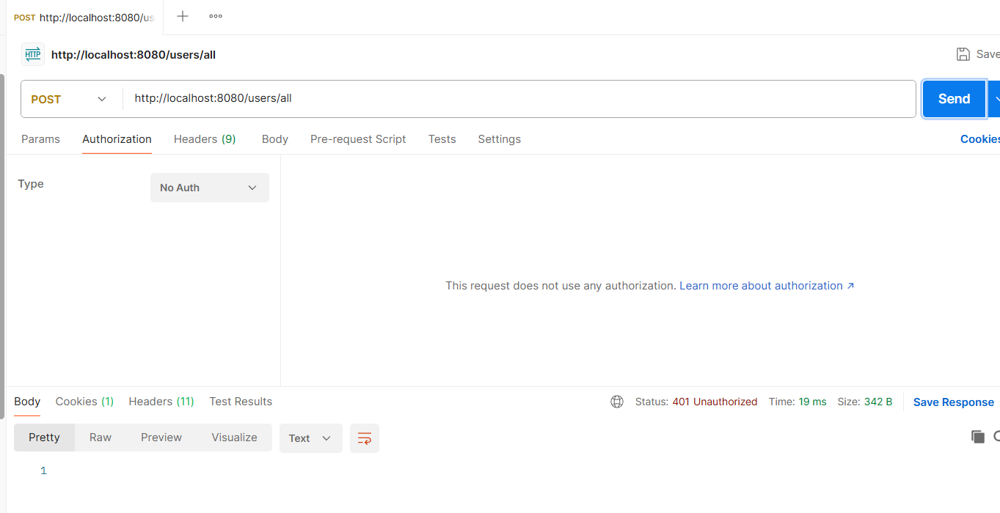 POST http://localhost:8080/us
HTTP http://localhost:8080/users/all Save
POST http://localhost:8080/users/all Send
Params Authorization Headers (9) Body Pre-request Script Tests Settings Cookies
Type No Auth
This request does not use any authorization. Learn more about authorization ↗
Body Cookies (1) Headers (11) Test Results Status: 401 Unauthorized Time: 19 ms Size: 342 B Save Response
Pretty Raw Preview Visualize Text
1